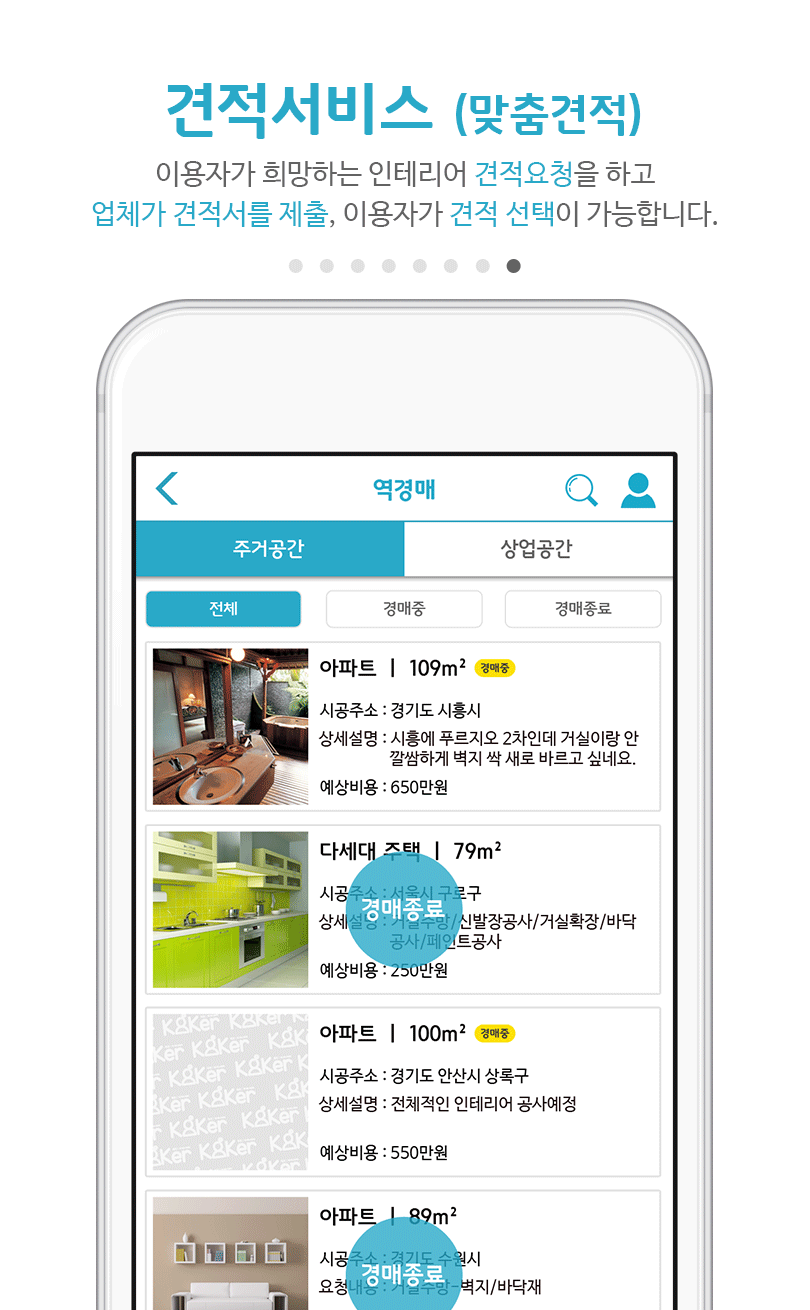 견적서비스 (맞춤견적)
이용자가 희망하는 인테리어 견적요청을 하고
업체가 견적서를 제출, 이용자가 견적 선택이 가능합니다.
역경매
주거공간 상업공간
전체 경매중 경매종료
아파트 | 109m² 경매중
시공주소 : 경기도 시흥시
상세설명 : 시흥에 푸르지오 2차인데 거실이랑 안
깔쌈하게 벽지 싹 새로 바르고 싶네요.
예상비용 : 650만원
다세대 주택 | 79m²
시공주소 : 서울시 구로구
경매종료
상세설명 : 거실주방/신발장공사/거실확장/바닥
공사/페인트공사
예상비용 : 250만원
아파트 | 100m² 경매중
시공주소 : 경기도 안산시 상록구
상세설명 : 전체적인 인테리어 공사예정
예상비용 : 550만원
아파트 | 89m²
시공주소 : 경기도 수원시
경매종료
요청내용 : 거실주방-벽지/바닥재